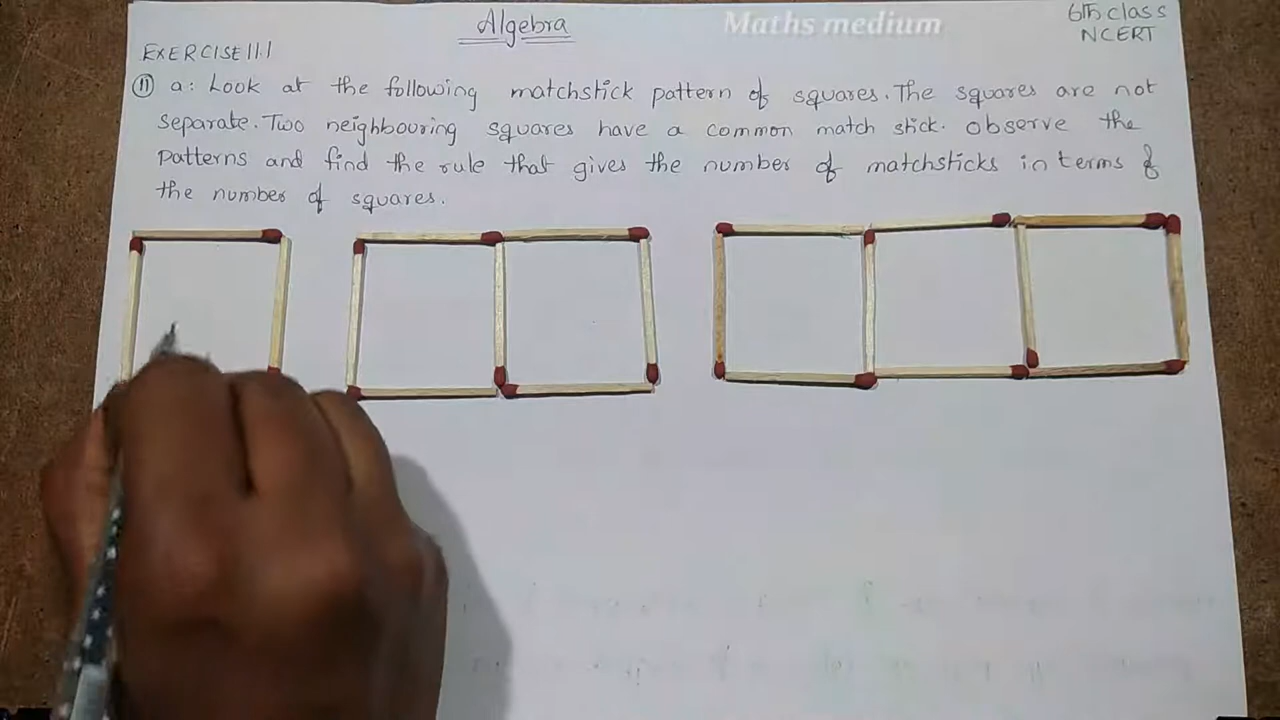 Algebra
Maths medium
6Th class
NCERT
EXERCISE 11.1
11 a: Look at the following matchstick pattern of squares. The squares are not
separate. Two neighbouring squares have a common match stick. Observe the
patterns and find the rule that gives the number of matchsticks in terms of
the number of squares.